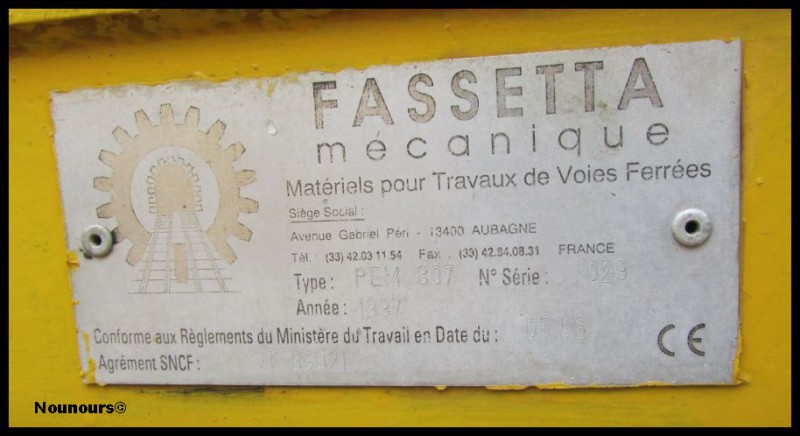 FASSETTA
mécanique
Matériels pour Travaux de Voies Ferrées
Siège Social :
Avenue Gabriel Péri - 13400 AUBAGNE
Tél. : (33) 42.03 11.54 Fax . (33) 42.84.08.31 FRANCE
Type : PEM 807 N° Série : 023
Année :
Conforme aux Règlements du Ministère du Travail en Date du :
Agrément SNCF :
CE
Nounours©